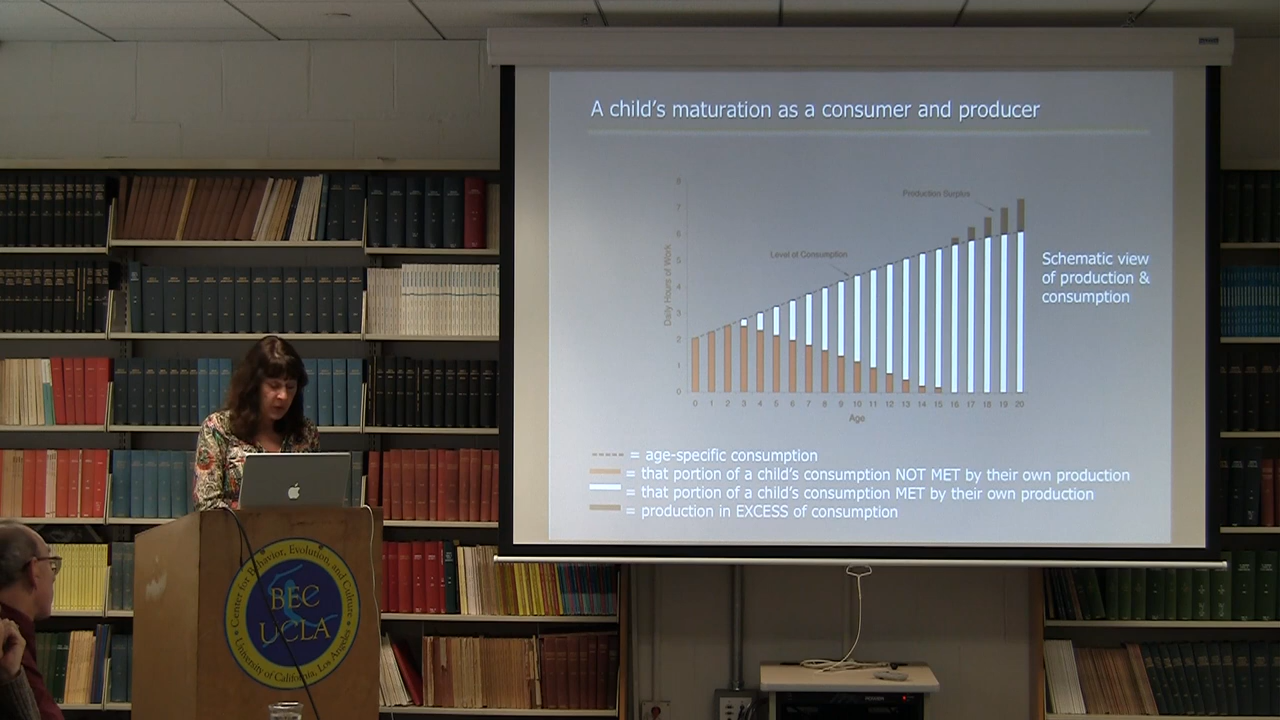 A child's maturation as a consumer and producer
8
7
6
5
4
3
2
1
0
Daily Hours of Work
Production Surplus
Level of Consumption
0 1 2 3 4 5 6 7 8 9 10 11 12 13 14 15 16 17 18 19 20
Age
Schematic view
of production &
consumption
= age-specific consumption
= that portion of a child's consumption NOT MET by their own production
= that portion of a child's consumption MET by their own production
= production in EXCESS of consumption
Center for Behavior, Evolution, and Culture
BEC
UCLA
University of California, Los Angeles